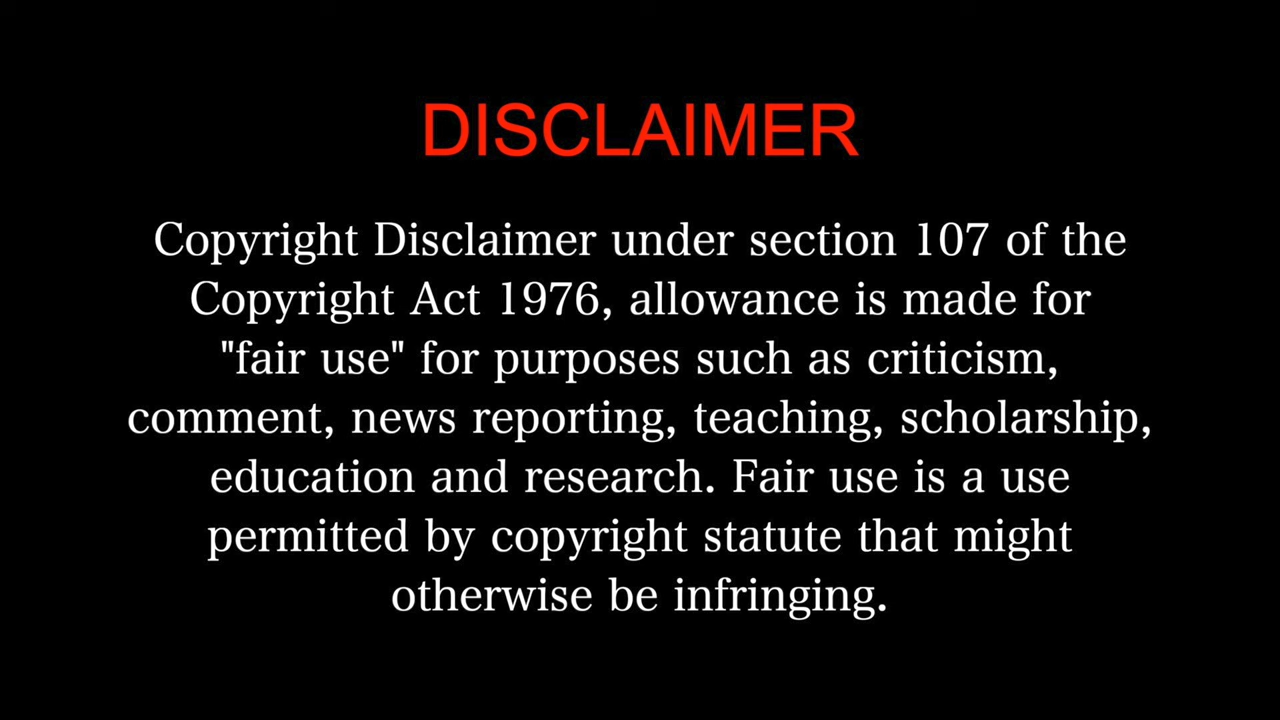 DISCLAIMER
Copyright Disclaimer under section 107 of the
Copyright Act 1976, allowance is made for
"fair use" for purposes such as criticism,
comment, news reporting, teaching, scholarship,
education and research. Fair use is a use
permitted by copyright statute that might
otherwise be infringing.